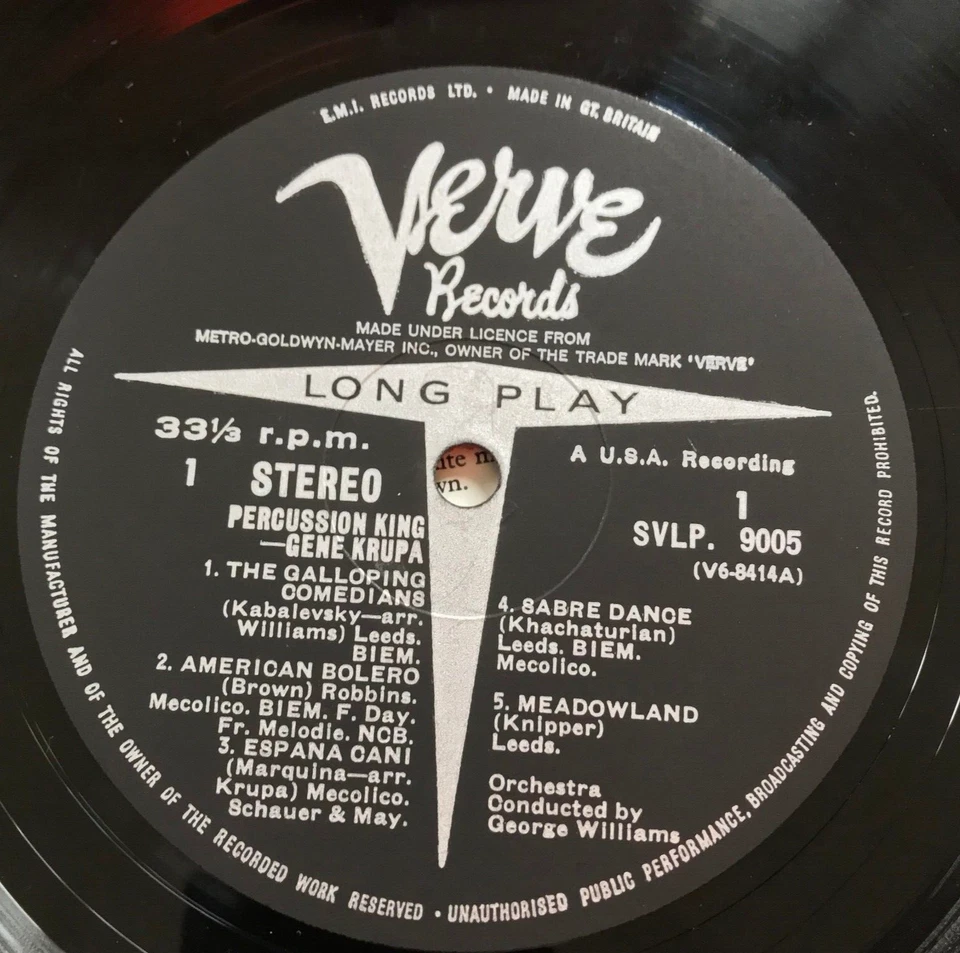 E.M.I. RECORDS LTD. • MADE IN GT. BRITAIN
Verve
Records
MADE UNDER LICENCE FROM
METRO-GOLDWYN-MAYER INC., OWNER OF THE TRADE MARK 'VERVE'
LONG PLAY
33⅓ r.p.m.
1 STEREO
PERCUSSION KING
—GENE KRUPA
1. THE GALLOPING
COMEDIANS
(Kabalevsky—arr.
Williams) Leeds.
BIEM.
2. AMERICAN BOLERO
(Brown) Robbins.
Mecolico. BIEM. F. Day.
Fr. Melodie. NCB.
3. ESPANA CANI
(Marquina—arr.
Krupa) Mecolico.
Schauer & May.
A U.S.A. Recording
1
SVLP. 9005
(V6-8414A)
4. SABRE DANCE
(Khachaturian)
Leeds. BIEM.
Mecolico.
5. MEADOWLAND
(Knipper)
Leeds.
Orchestra
Conducted by
George Williams
ALL RIGHTS OF THE MANUFACTURER AND OF THE OWNER OF THE RECORDED WORK RESERVED • UNAUTHORISED PUBLIC PERFORMANCE, BROADCASTING AND COPYING OF THIS RECORD PROHIBITED.